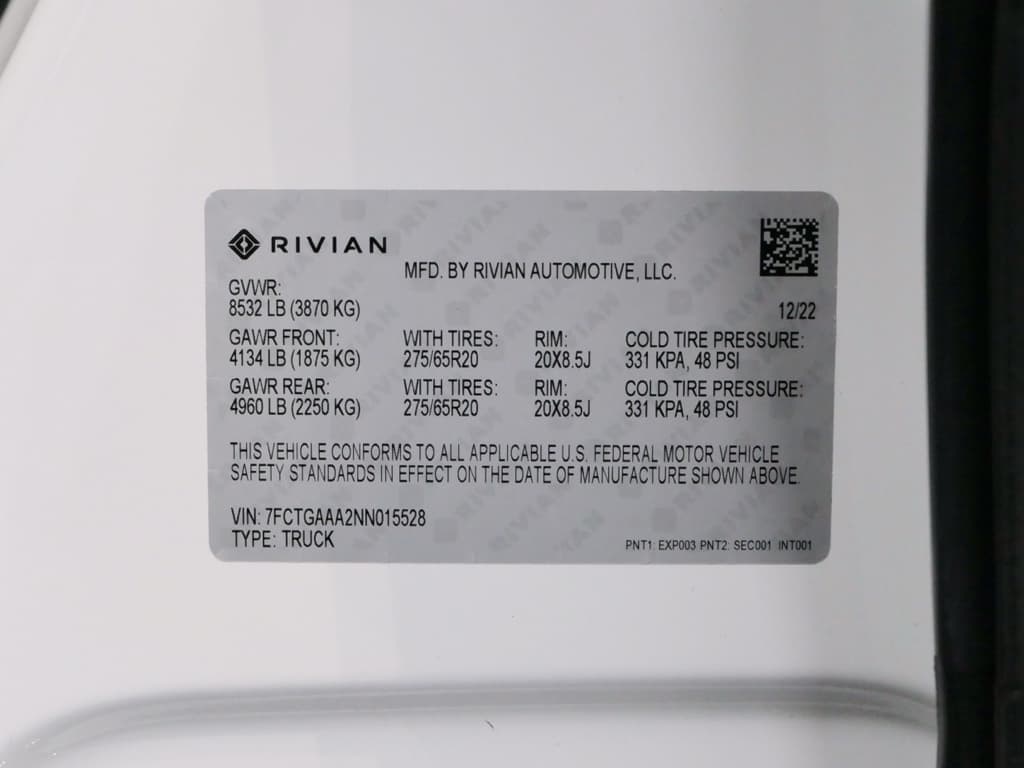 RIVIAN
MFD. BY RIVIAN AUTOMOTIVE, LLC.
GVWR:
8532 LB (3870 KG)
12/22
GAWR FRONT: WITH TIRES: RIM: COLD TIRE PRESSURE:
4134 LB (1875 KG) 275/65R20 20X8.5J 331 KPA, 48 PSI
GAWR REAR: WITH TIRES: RIM: COLD TIRE PRESSURE:
4960 LB (2250 KG) 275/65R20 20X8.5J 331 KPA, 48 PSI
THIS VEHICLE CONFORMS TO ALL APPLICABLE U.S. FEDERAL MOTOR VEHICLE
SAFETY STANDARDS IN EFFECT ON THE DATE OF MANUFACTURE SHOWN ABOVE.
VIN: 7FCTGAAA2NN015528
TYPE: TRUCK
PNT1: EXP003 PNT2: SEC001 INT001